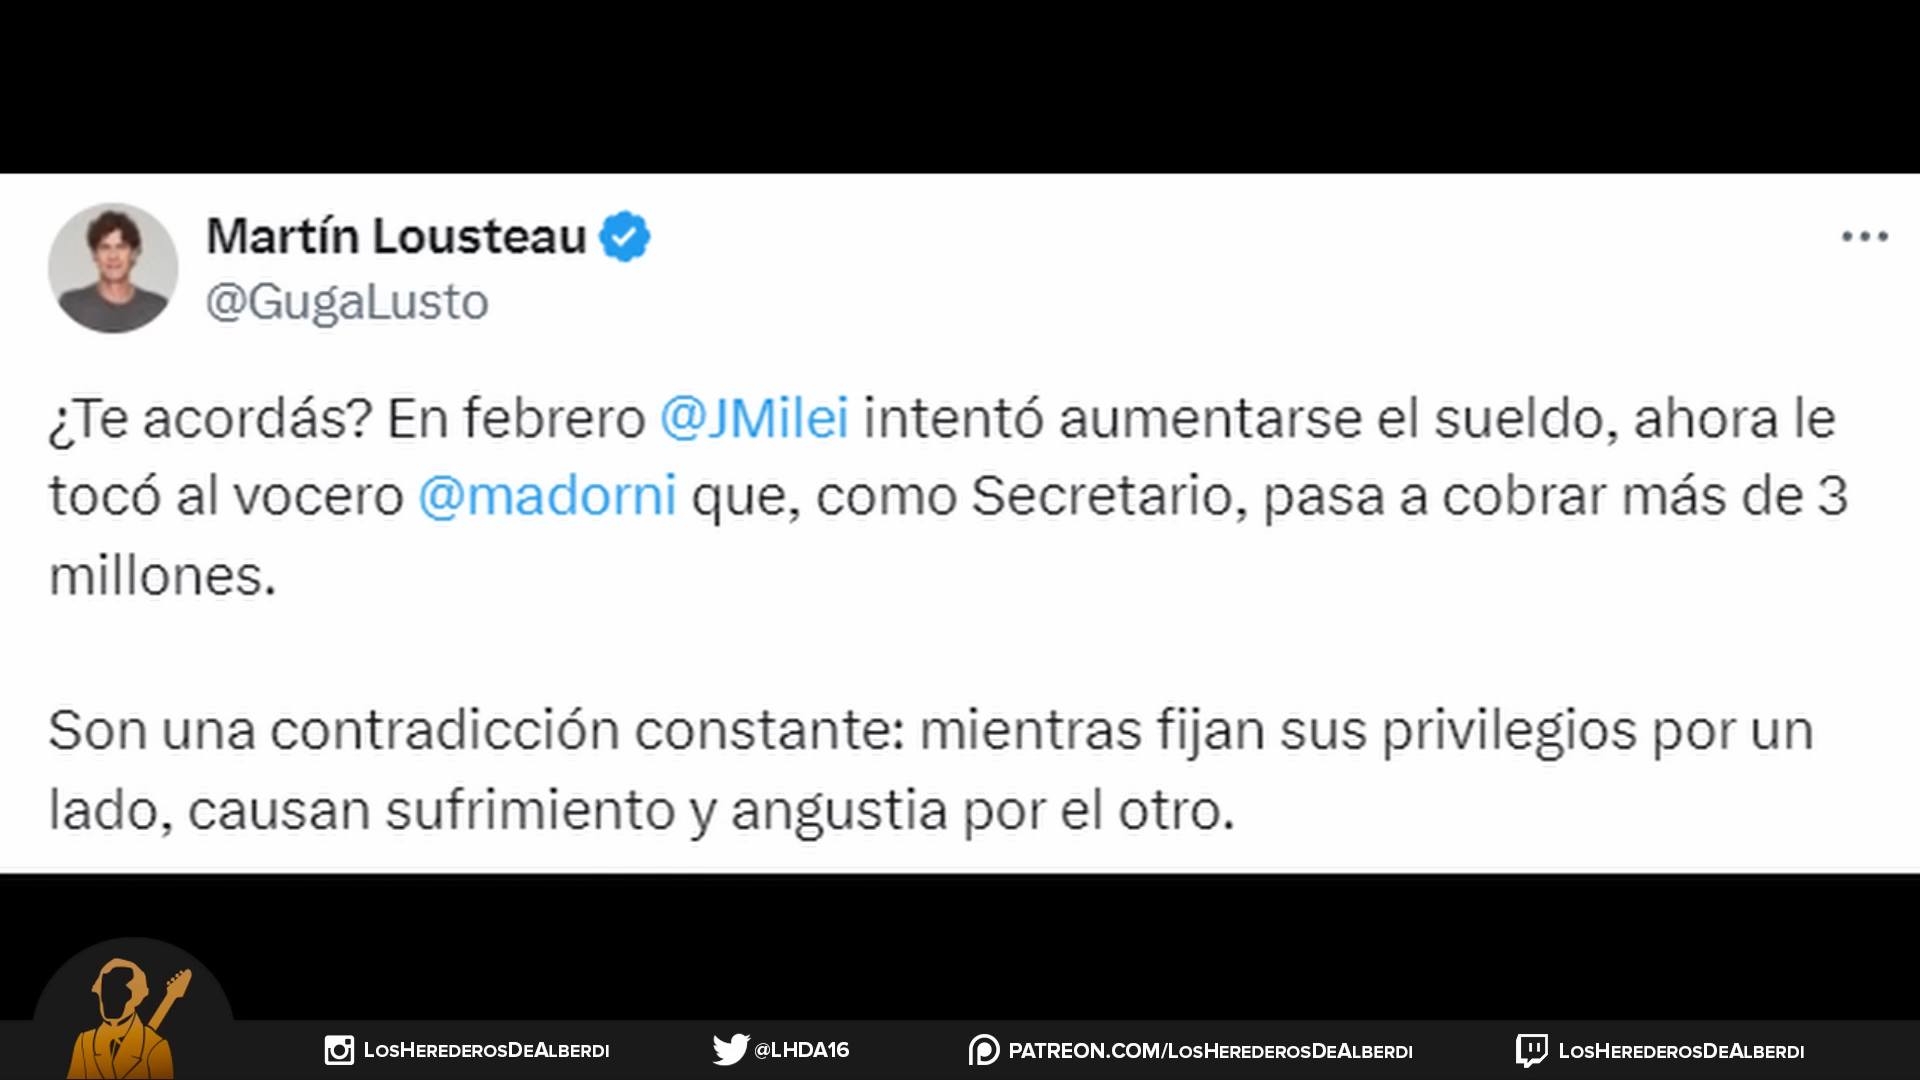 Martín Lousteau
@GugaLusto
¿Te acordás? En febrero @JMilei intentó aumentarse el sueldo, ahora le
tocó al vocero @madorni que, como Secretario, pasa a cobrar más de 3
millones.
Son una contradicción constante: mientras fijan sus privilegios por un
lado, causan sufrimiento y angustia por el otro.
LosHerederosDeAlberdi
@LHDA16
PATREON.COM/LosHerederosDeAlberdi
LosHerederosDeAlberdi